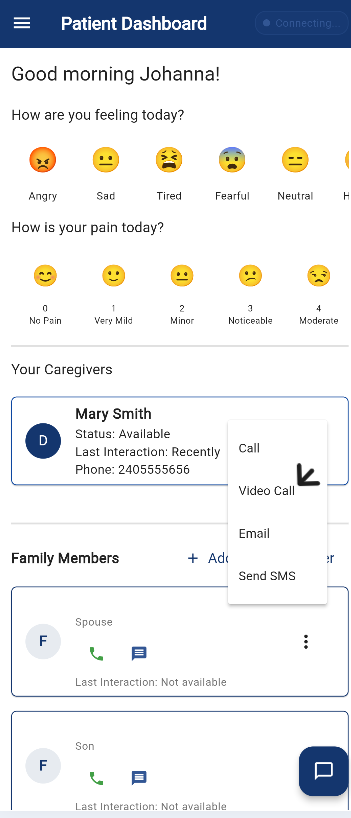 Patient Dashboard
Connecting...
Good morning Johanna!
How are you feeling today?
Angry Sad Tired Fearful Neutral H
How is your pain today?
0 1 2 3 4
No Pain Very Mild Minor Noticeable Moderate
Your Caregivers
D
Mary Smith
Status: Available
Last Interaction: Recently
Phone: 2405555656
Call
Video Call
Email
Send SMS
Family Members
+ Ad
er
F
Spouse
Last Interaction: Not available
F
Son
Last Interaction: Not available